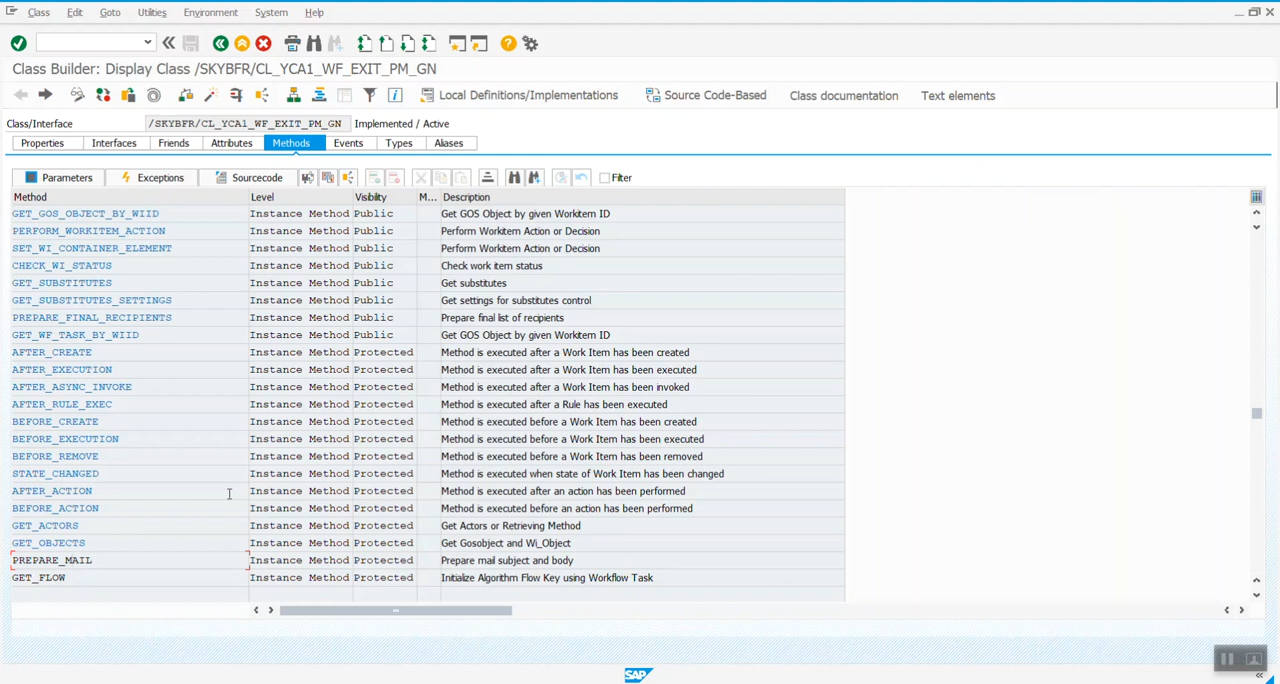 Class Edit Goto Utilities Environment System Help
Class Builder: Display Class /SKYBFR/CL_YCA1_WF_EXIT_PM_GN
Local Definitions/Implementations Source Code-Based Class documentation Text elements
Class/Interface /SKYBFR/CL_YCA1_WF_EXIT_PM_GN Implemented / Active
Properties Interfaces Friends Attributes Methods Events Types Aliases
Parameters Exceptions Sourcecode Filter
Method Level Visibility M... Description
GET_GOS_OBJECT_BY_WIID Instance Method Public Get GOS Object by given Workitem ID
PERFORM_WORKITEM_ACTION Instance Method Public Perform Workitem Action or Decision
SET_WI_CONTAINER_ELEMENT Instance Method Public Perform Workitem Action or Decision
CHECK_WI_STATUS Instance Method Public Check work item status
GET_SUBSTITUTES Instance Method Public Get substitutes
GET_SUBSTITUTES_SETTINGS Instance Method Public Get settings for substitutes control
PREPARE_FINAL_RECIPIENTS Instance Method Public Prepare final list of recipients
GET_WF_TASK_BY_WIID Instance Method Public Get GOS Object by given Workitem ID
AFTER_CREATE Instance Method Protected Method is executed after a Work Item has been created
AFTER_EXECUTION Instance Method Protected Method is executed after a Work Item has been executed
AFTER_ASYNC_INVOKE Instance Method Protected Method is executed after a Work Item has been invoked
AFTER_RULE_EXEC Instance Method Protected Method is executed after a Rule has been executed
BEFORE_CREATE Instance Method Protected Method is executed before a Work Item has been created
BEFORE_EXECUTION Instance Method Protected Method is executed before a Work Item has been executed
BEFORE_REMOVE Instance Method Protected Method is executed before a Work Item has been removed
STATE_CHANGED Instance Method Protected Method is executed when state of Work Item has been changed
AFTER_ACTION Instance Method Protected Method is executed after an action has been performed
BEFORE_ACTION Instance Method Protected Method is executed before an action has been performed
GET_ACTORS Instance Method Protected Get Actors or Retrieving Method
GET_OBJECTS Instance Method Protected Get Gosobject and Wi_Object
PREPARE_MAIL Instance Method Protected Prepare mail subject and body
GET_FLOW Instance Method Protected Initialize Algorithm Flow Key using Workflow Task
SAP